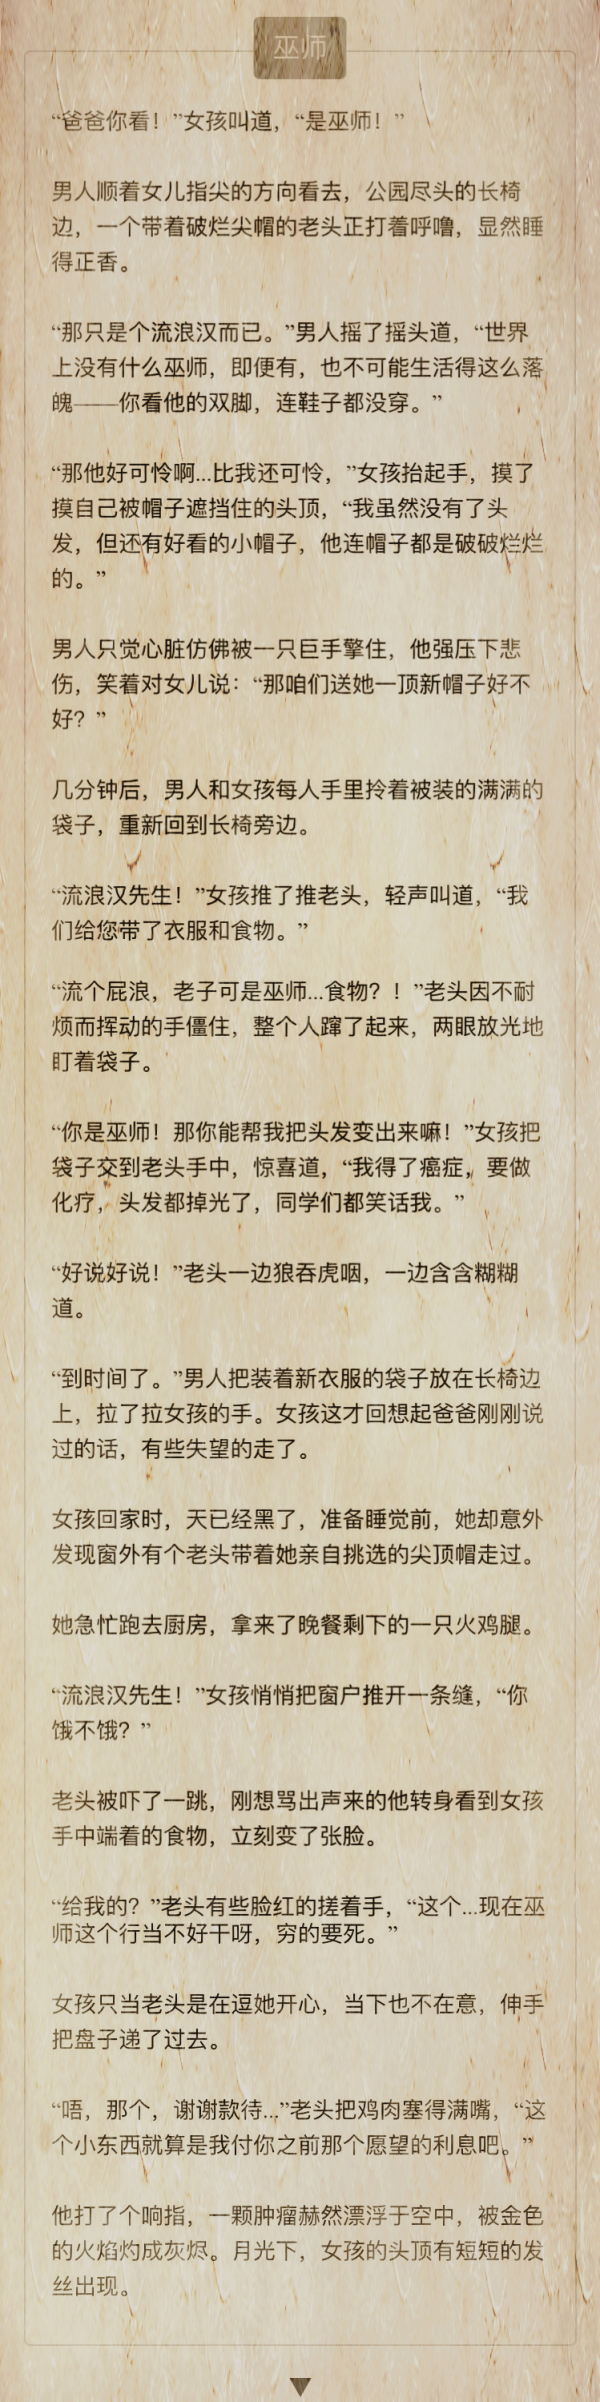 巫师
“爸爸你看！”女孩叫道，“是巫师！”
男人顺着女儿指尖的方向看去，公园尽头的长椅
边，一个带着破烂尖帽的老头正打着呼噜，显然睡
得正香。
“那只是个流浪汉而已。”男人摇了摇头道，“世界
上没有什么巫师，即便有，也不可能生活得这么落
魄——你看他的双脚，连鞋子都没穿。”
“那他好可怜啊...比我还可怜，”女孩抬起手，摸了
摸自己被帽子遮挡住的头顶，“我虽然没有了头
发，但还有好看的小帽子，他连帽子都是破破烂烂
的。”
男人只觉心脏仿佛被一只巨手擎住，他强压下悲
伤，笑着对女儿说：“那咱们送她一顶新帽子好不
好？”
几分钟后，男人和女孩每人手里拎着被装的满满的
袋子，重新回到长椅旁边。
“流浪汉先生！”女孩推了推老头，轻声叫道，“我
们给您带了衣服和食物。”
“流个屁浪，老子可是巫师...食物？！”老头因不耐
烦而挥动的手僵住，整个人蹿了起来，两眼放光地
盯着袋子。
“你是巫师！那你能帮我把头发变出来嘛！”女孩把
袋子交到老头手中，惊喜道，“我得了癌症，要做
化疗，头发都掉光了，同学们都笑话我。”
“好说好说！”老头一边狼吞虎咽，一边含含糊糊
道。
“到时间了。”男人把装着新衣服的袋子放在长椅边
上，拉了拉女孩的手。女孩这才回想起爸爸刚刚说
过的话，有些失望的走了。
女孩回家时，天已经黑了，准备睡觉前，她却意外
发现窗外有个老头带着她亲自挑选的尖顶帽走过。
她急忙跑去厨房，拿来了晚餐剩下的一只火鸡腿。
“流浪汉先生！”女孩悄悄把窗户推开一条缝，“你
饿不饿？”
老头被吓了一跳，刚想骂出声来的他转身看到女孩
手中端着的食物，立刻变了张脸。
“给我的？”老头有些脸红的搓着手，“这个...现在巫
师这个行当不好干呀，穷的要死。”
女孩只当老头是在逗她开心，当下也不在意，伸手
把盘子递了过去。
“唔，那个，谢谢款待...”老头把鸡肉塞得满嘴，“这
个小东西就算是我付你之前那个愿望的利息吧。”
他打了个响指，一颗肿瘤赫然漂浮于空中，被金色
的火焰灼成灰烬。月光下，女孩的头顶有短短的发
丝出现。